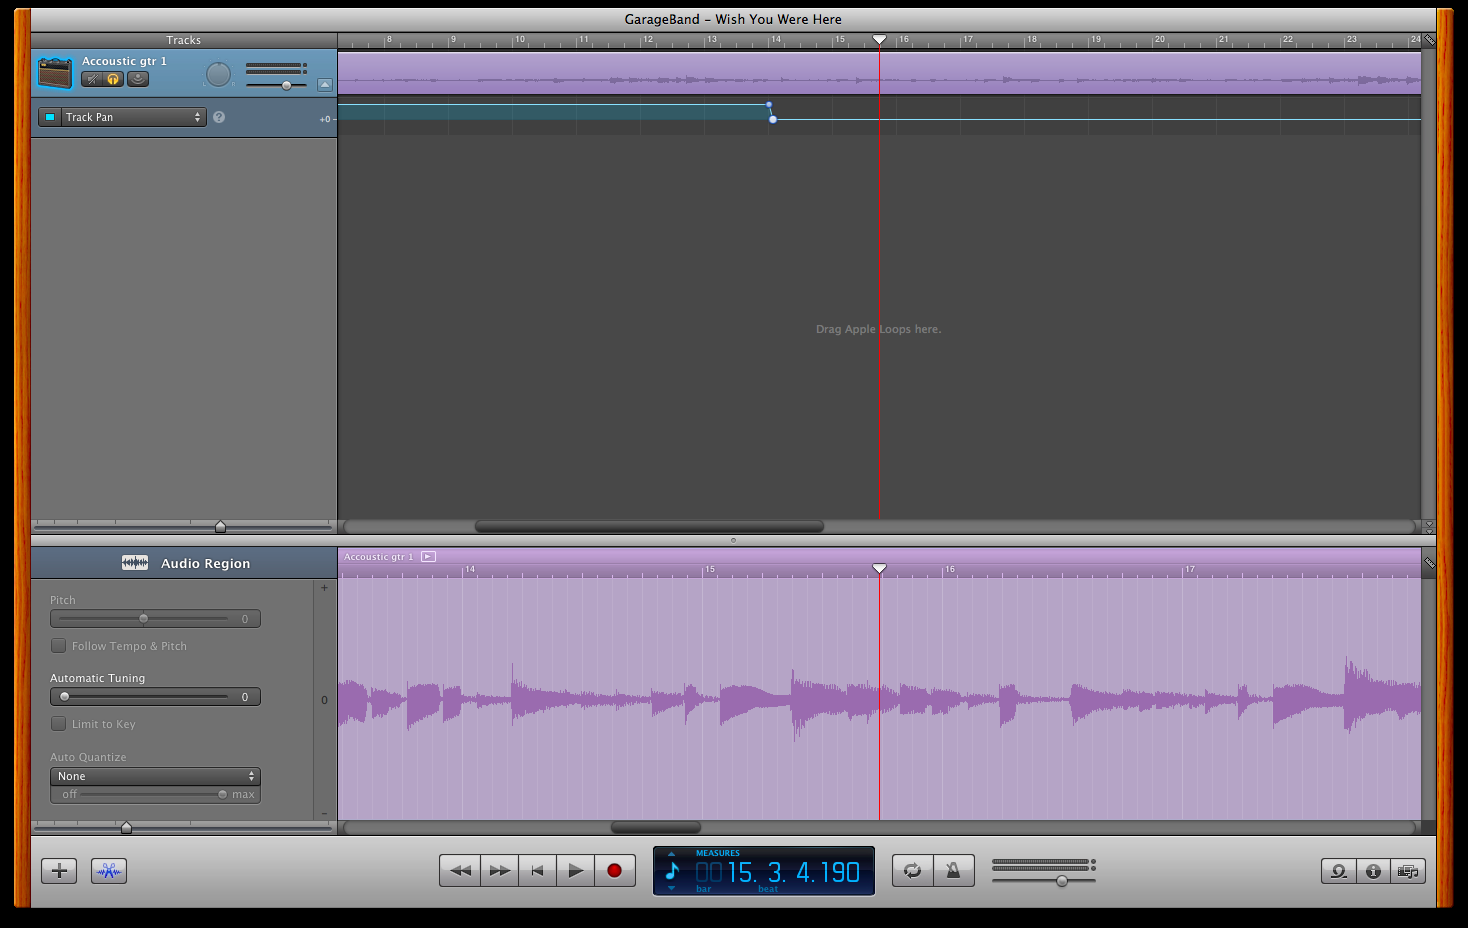 GarageBand – Wish You Were Here
Tracks
8 9 10 11 12 13 14 15 16 17 18 19 20 21 22 23 24
Accoustic gtr 1
L R
Track Pan ?
+0
Drag Apple Loops here.
Audio Region
Accoustic gtr 1
14 15 16 17
+
Pitch
0
Follow Tempo & Pitch
Automatic Tuning
0
0
Limit to Key
Auto Quantize
None
off max
-
MEASURES
0015. 3. 4.190
bar beat